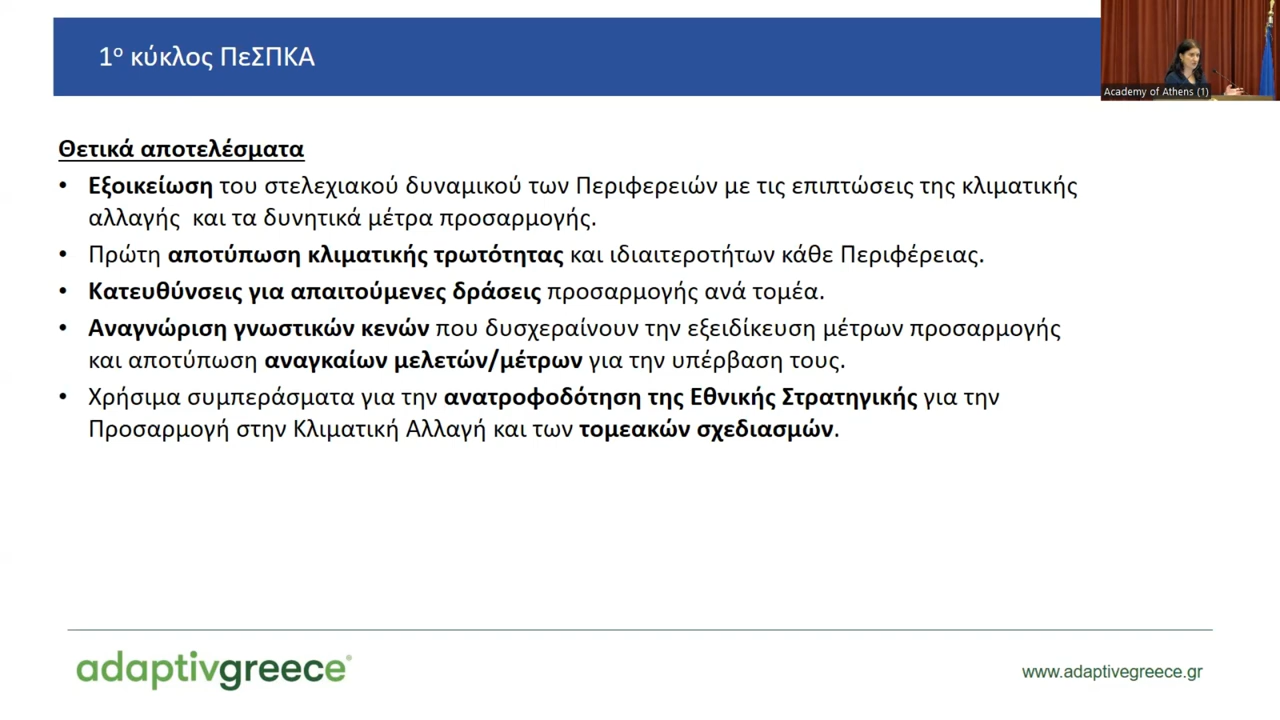 1ο κύκλος ΠεΣΠΚΑ
Academy of Athens (1)
Θετικά αποτελέσματα
• Εξοικείωση του στελεχιακού δυναμικού των Περιφερειών με τις επιπτώσεις της κλιματικής
αλλαγής και τα δυνητικά μέτρα προσαρμογής.
• Πρώτη αποτύπωση κλιματικής τρωτότητας και ιδιαιτεροτήτων κάθε Περιφέρειας.
• Κατευθύνσεις για απαιτούμενες δράσεις προσαρμογής ανά τομέα.
• Αναγνώριση γνωστικών κενών που δυσχεραίνουν την εξειδίκευση μέτρων προσαρμογής
και αποτύπωση αναγκαίων μελετών/μέτρων για την υπέρβαση τους.
• Χρήσιμα συμπεράσματα για την ανατροφοδότηση της Εθνικής Στρατηγικής για την
Προσαρμογή στην Κλιματική Αλλαγή και των τομεακών σχεδιασμών.
adaptivgreece
www.adaptivegreece.gr